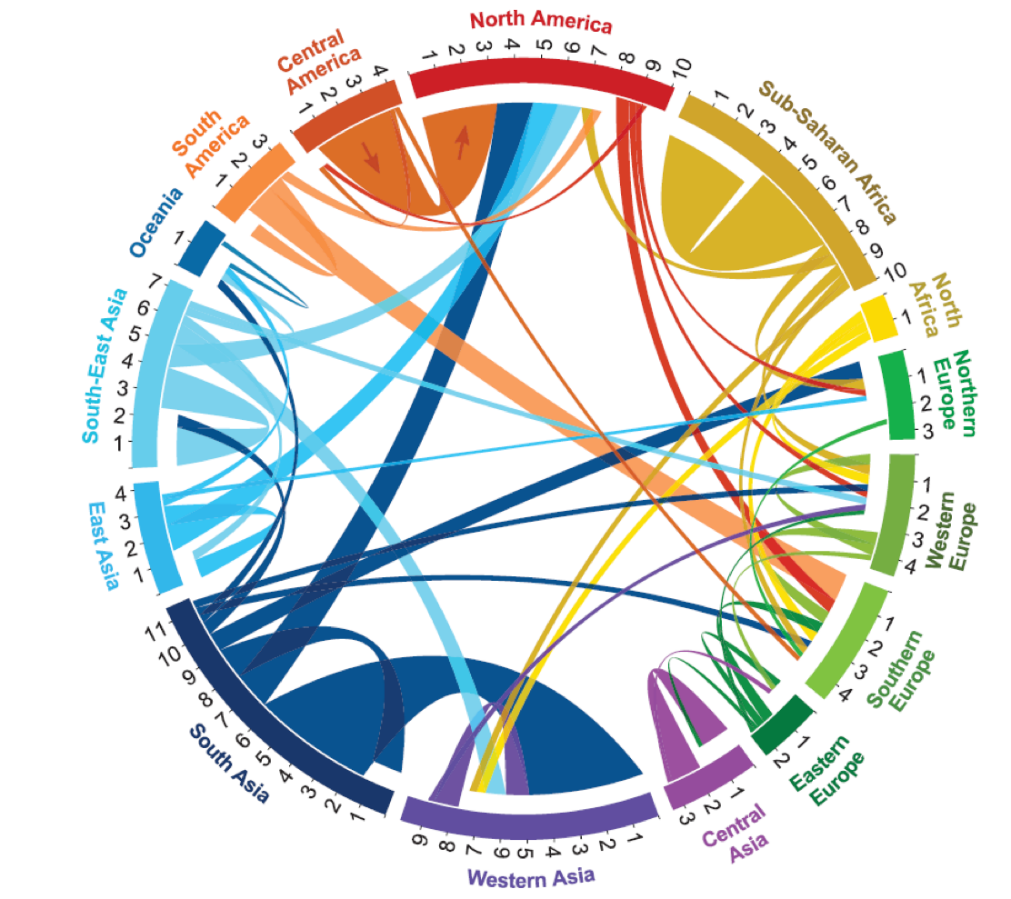 North America
1 2 3 4 5 6 7 8 9 10
Sub-Saharan Africa
1 2 3 4 5 6 7 8 9 10
North
Africa
1
Northern
Europe
1 2 3
Western
Europe
1 2 3 4
Southern
Europe
1 2 3 4
Eastern
Europe
1 2
Central
Asia
1 2 3
Western Asia
1 2 3 4 5 6 7 8 9
South Asia
1 2 3 4 5 6 7 8 9 10 11
East Asia
1 2 3 4
South-East Asia
1 2 3 4 5 6 7
Oceania
1
South
America
1 2 3
Central
America
1 2 3 4